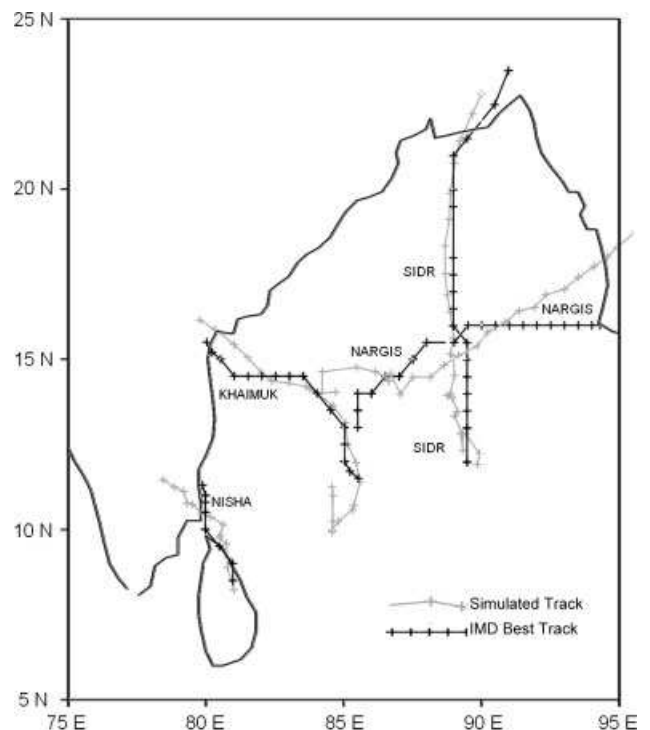 25 N
20 N
SIDR
NARGIS
15 N
NARGIS
KHAIMUK
SIDR
NISHA
10 N
Simulated Track
IMD Best Track
5 N
75 E 80 E 85 E 90 E 95 E